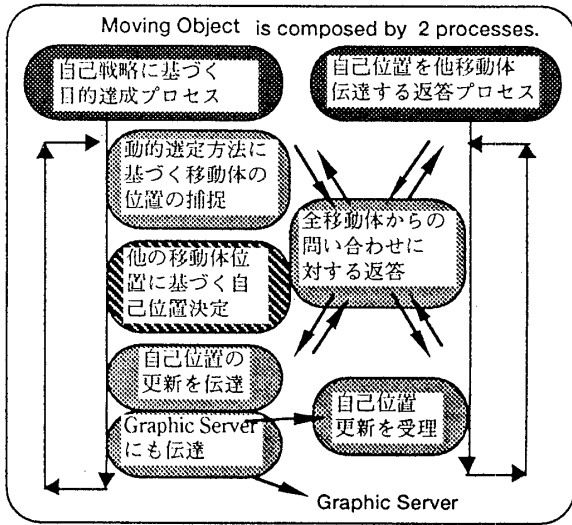 Moving Object is composed by 2 processes.
自己戦略に基づく
目的達成プロセス
自己位置を他移動体
伝達する返答プロセス
動的選定方法に
基づく移動体の
位置の捕捉
全移動体からの
問い合わせに
対する返答
他の移動体位
置に基づく自
己位置決定
自己位置の
更新を伝達
Graphic Server
にも伝達
自己位置
更新を受理
Graphic Server